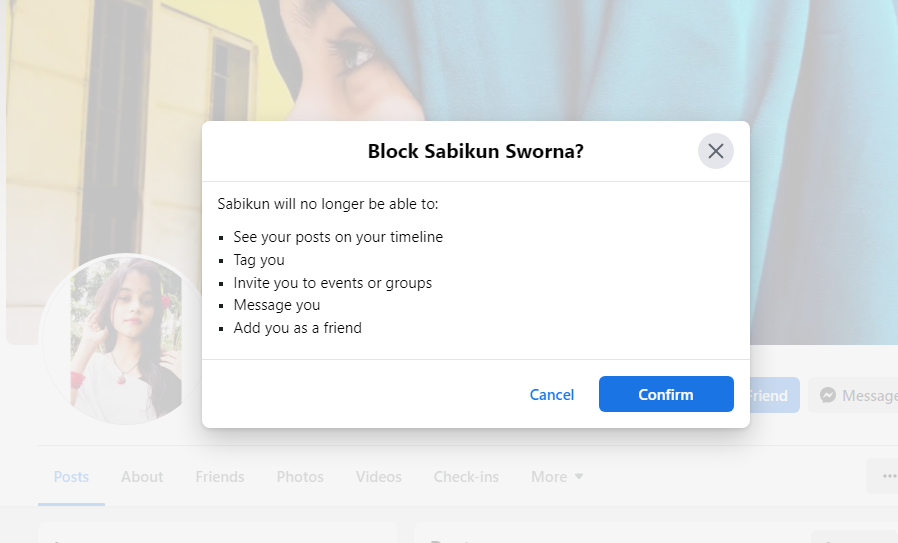 Block Sabikun Sworna?
Sabikun will no longer be able to:
▪ See your posts on your timeline
▪ Tag you
▪ Invite you to events or groups
▪ Message you
▪ Add you as a friend
Cancel
Confirm
Friend
Message
Posts
About
Friends
Photos
Videos
Check-ins
More